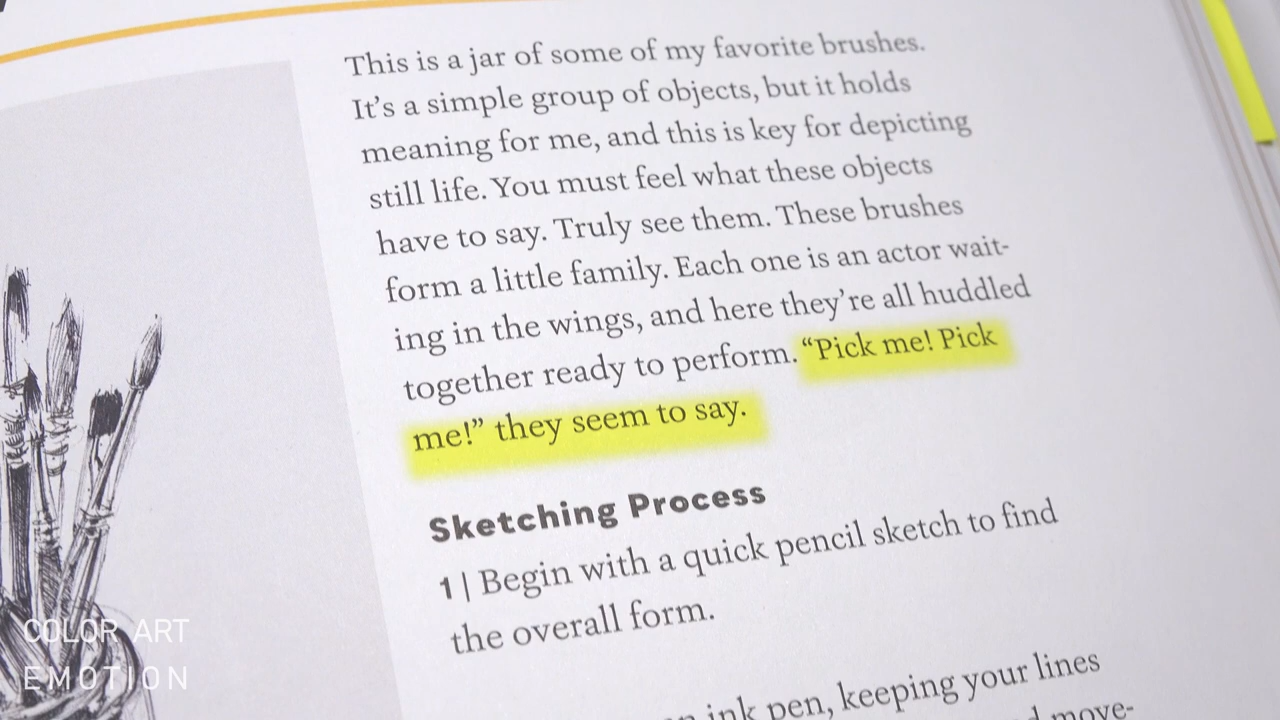 This is a jar of some of my favorite brushes.
It's a simple group of objects, but it holds
meaning for me, and this is key for depicting
still life. You must feel what these objects
have to say. Truly see them. These brushes
form a little family. Each one is an actor wait-
ing in the wings, and here they're all huddled
together ready to perform. “Pick me! Pick
me!” they seem to say.
Sketching Process
1 | Begin with a quick pencil sketch to find
the overall form.
ink pen, keeping your lines
move-
COLOR ART
EMOTION